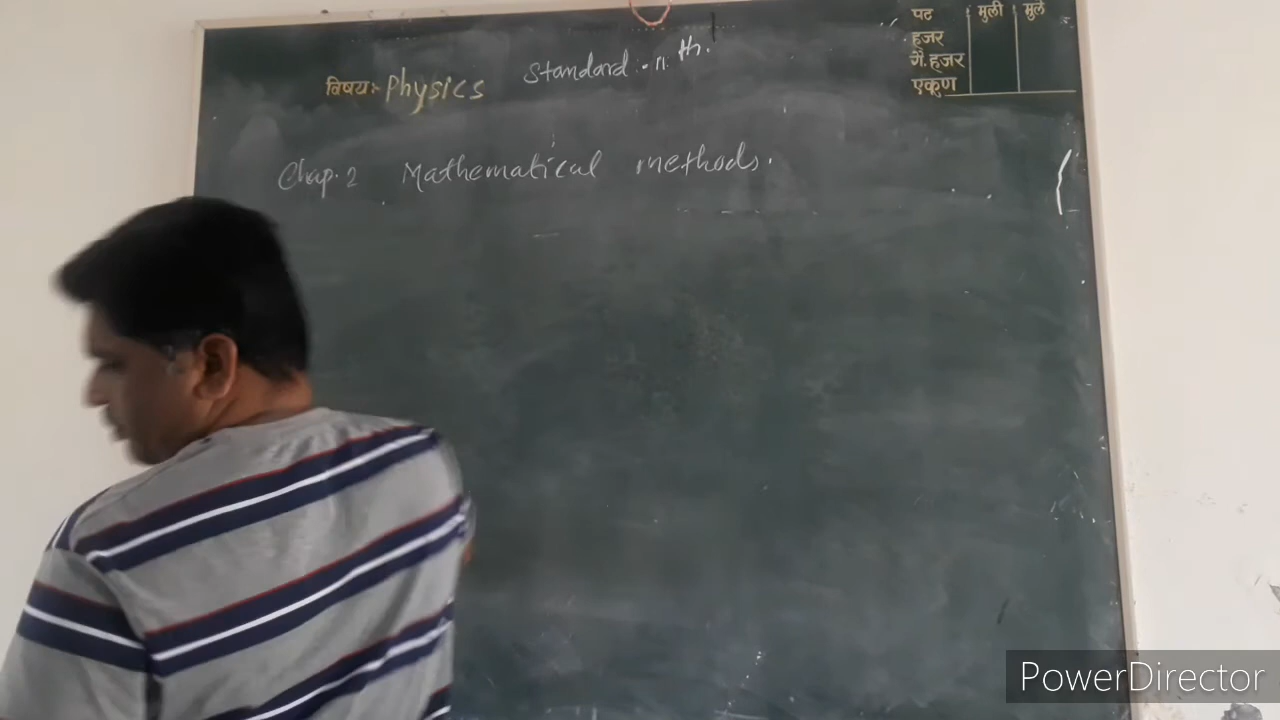 पट मुली मुले
हजर
गै. हजर
एकूण
विषयः- Physics Standard. 11 th.
Chap. 2 Mathematical methods.
PowerDirector